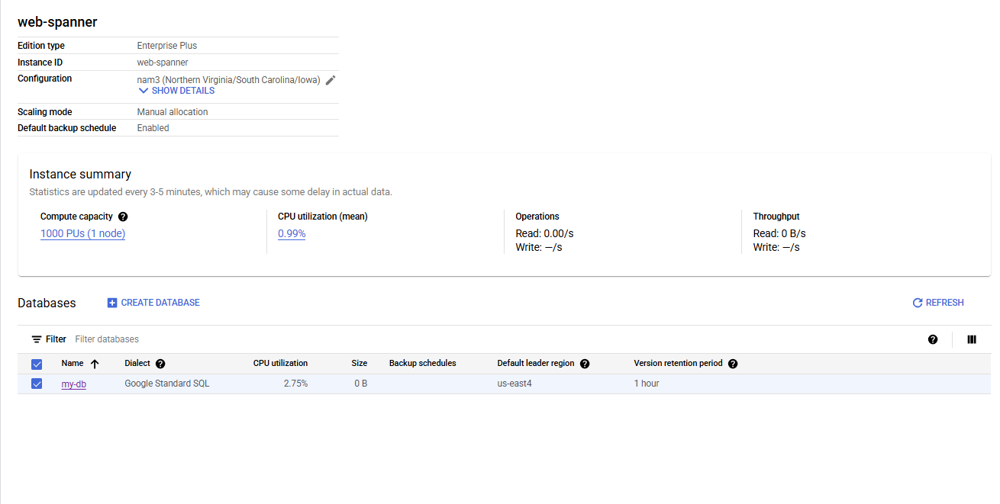 web-spanner
Edition type Enterprise Plus
Instance ID web-spanner
Configuration nam3 (Northern Virginia/South Carolina/Iowa)
SHOW DETAILS
Scaling mode Manual allocation
Default backup schedule Enabled
Instance summary
Statistics are updated every 3-5 minutes, which may cause some delay in actual data.
Compute capacity CPU utilization (mean) Operations Throughput
1000 PUs (1 node) 0.99% Read: 0.00/s Read: 0 B/s
Write: —/s Write: —/s
Databases CREATE DATABASE REFRESH
Filter Filter databases
Name Dialect CPU utilization Size Backup schedules Default leader region Version retention period
my-db Google Standard SQL 2.75% 0 B us-east4 1 hour